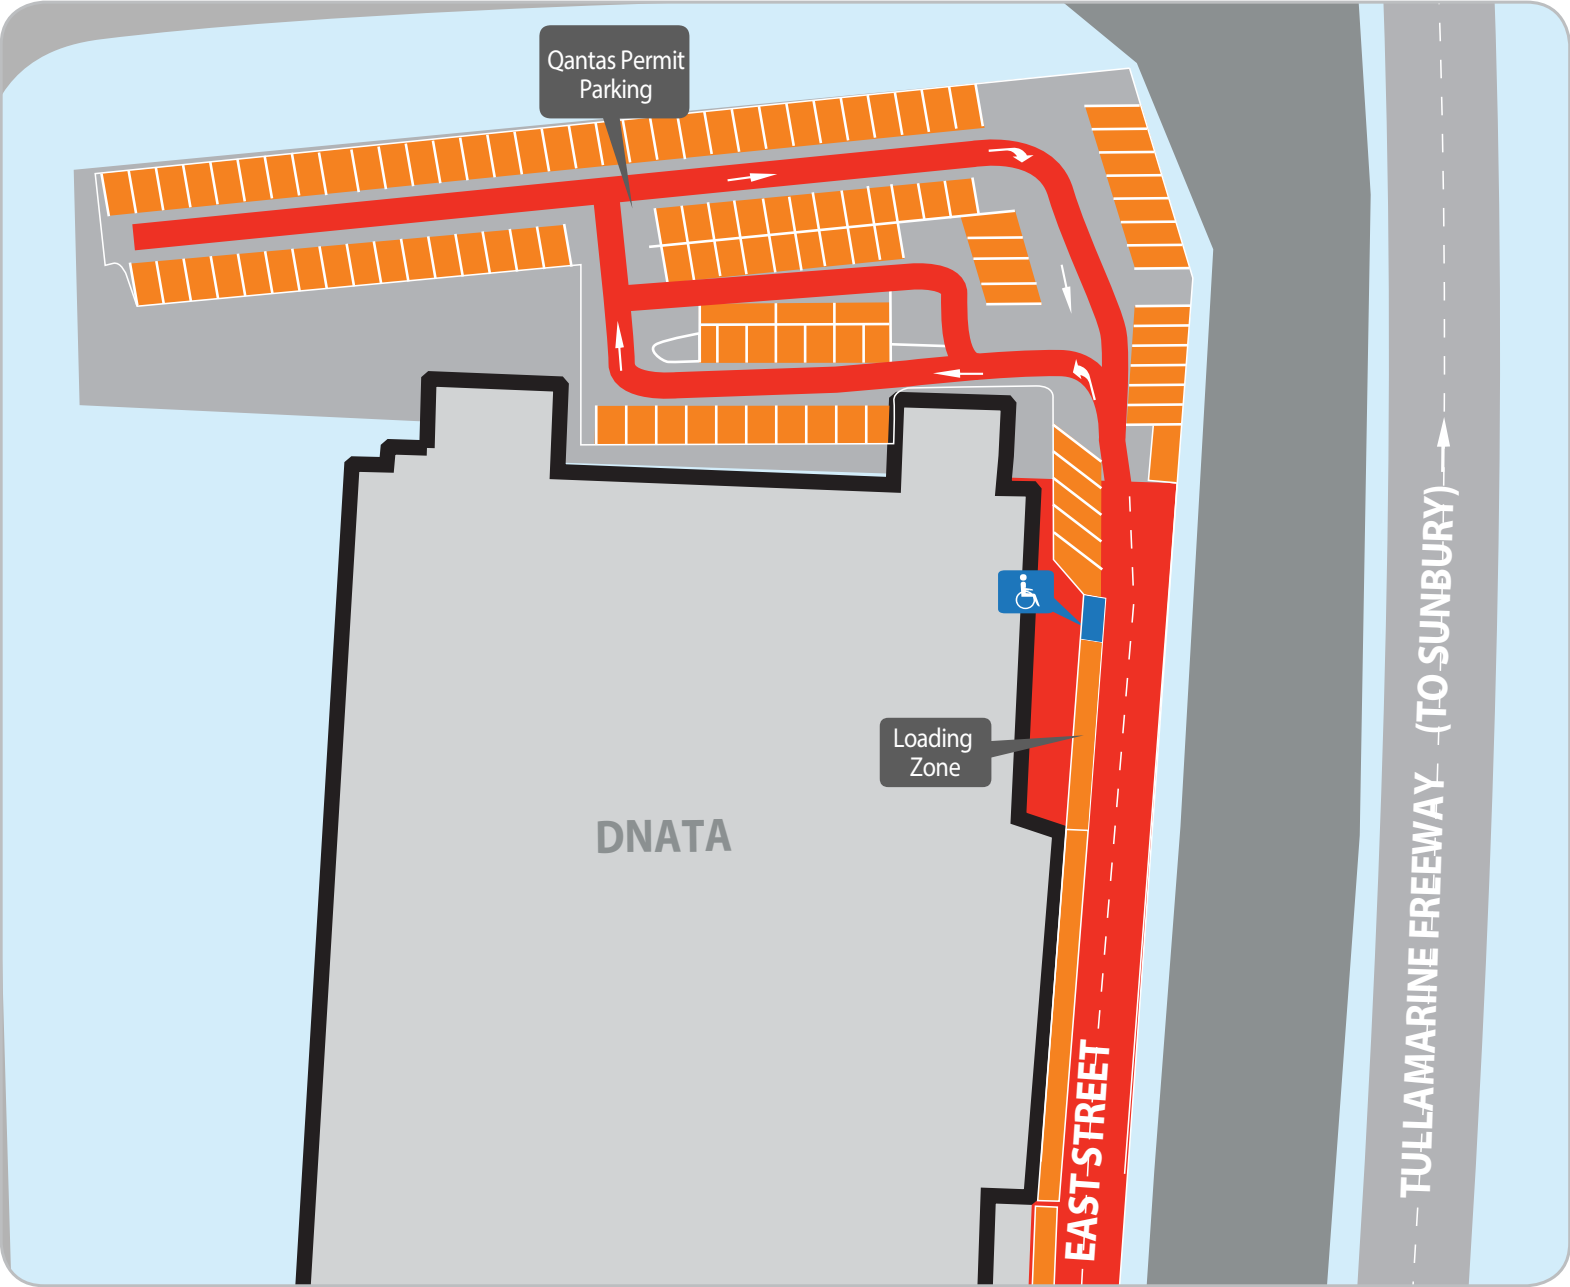 Qantas Permit
Parking
Loading
Zone
DNATA
EAST STREET
TULLAMARINE FREEWAY (TO SUNBURY)